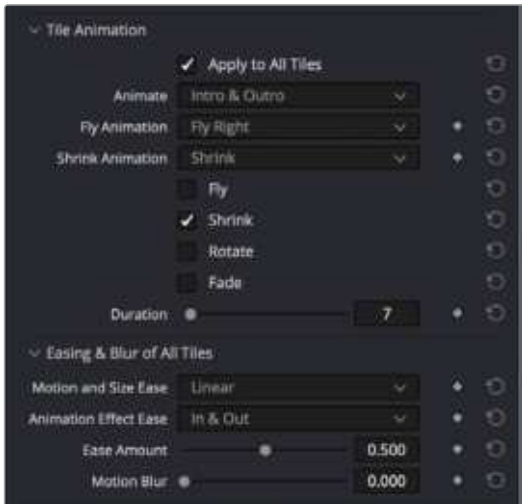 Tile Animation
Apply to All Tiles
Animate Intro & Outro
Fly Animation Fly Right
Shrink Animation Shrink
Fly
Shrink
Rotate
Fade
Duration 7
Easing & Blur of All Tiles
Motion and Size Ease Linear
Animation Effect Ease In & Out
Ease Amount 0.500
Motion Blur 0.000